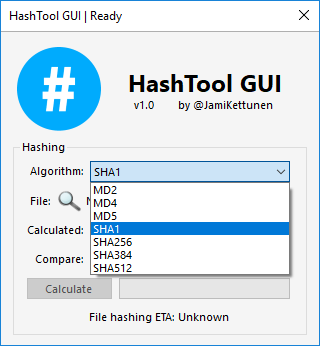 HashTool GUI | Ready
#
HashTool GUI
v1.0 by @JamiKettunen
Hashing
Algorithm: SHA1
MD2
MD4
MD5
SHA1
SHA256
SHA384
SHA512
File:
Calculated:
Compare:
Calculate
File hashing ETA: Unknown